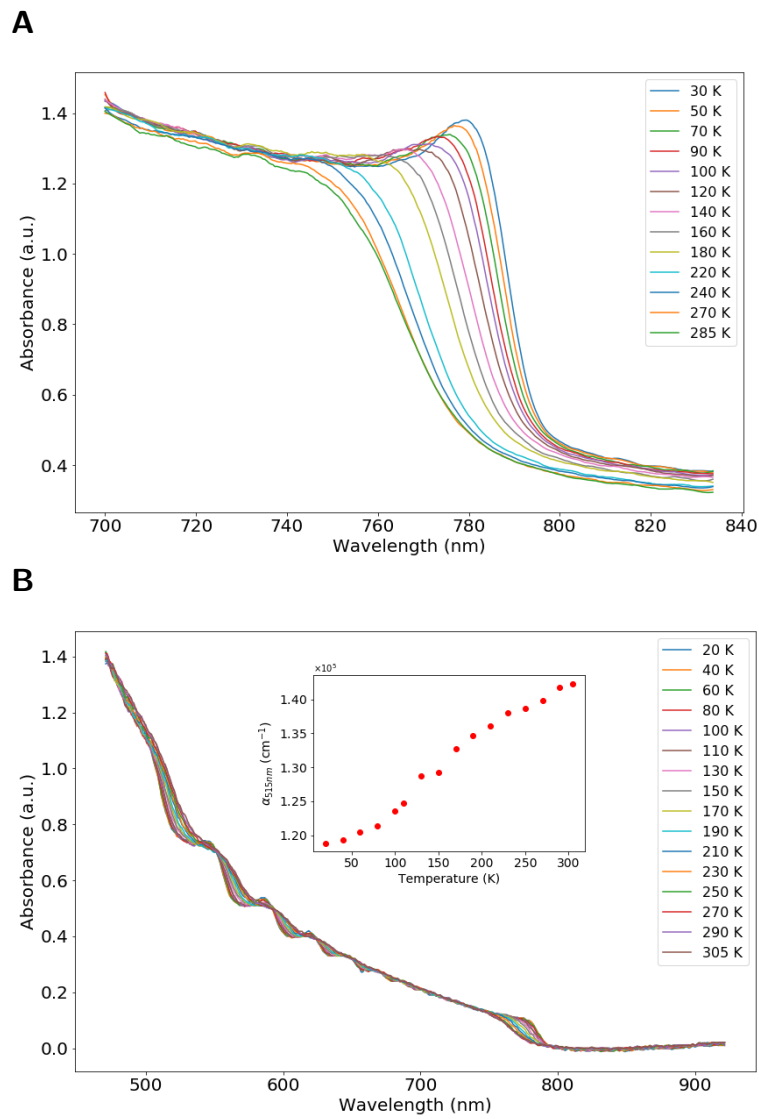 A
1.4
1.2
1.0
0.8
0.6
0.4
Absorbance (a.u.)
700 720 740 760 780 800 820 840
Wavelength (nm)
30 K
50 K
70 K
90 K
100 K
120 K
140 K
160 K
180 K
220 K
240 K
270 K
285 K
B
1.4
1.2
1.0
0.8
0.6
0.4
0.2
0.0
Absorbance (a.u.)
500 600 700 800 900
Wavelength (nm)
×10⁵
1.40
1.35
1.30
1.25
1.20
α₅₁₅ₙₘ (cm⁻¹)
50 100 150 200 250 300
Temperature (K)
20 K
40 K
60 K
80 K
100 K
110 K
130 K
150 K
170 K
190 K
210 K
230 K
250 K
270 K
290 K
305 K